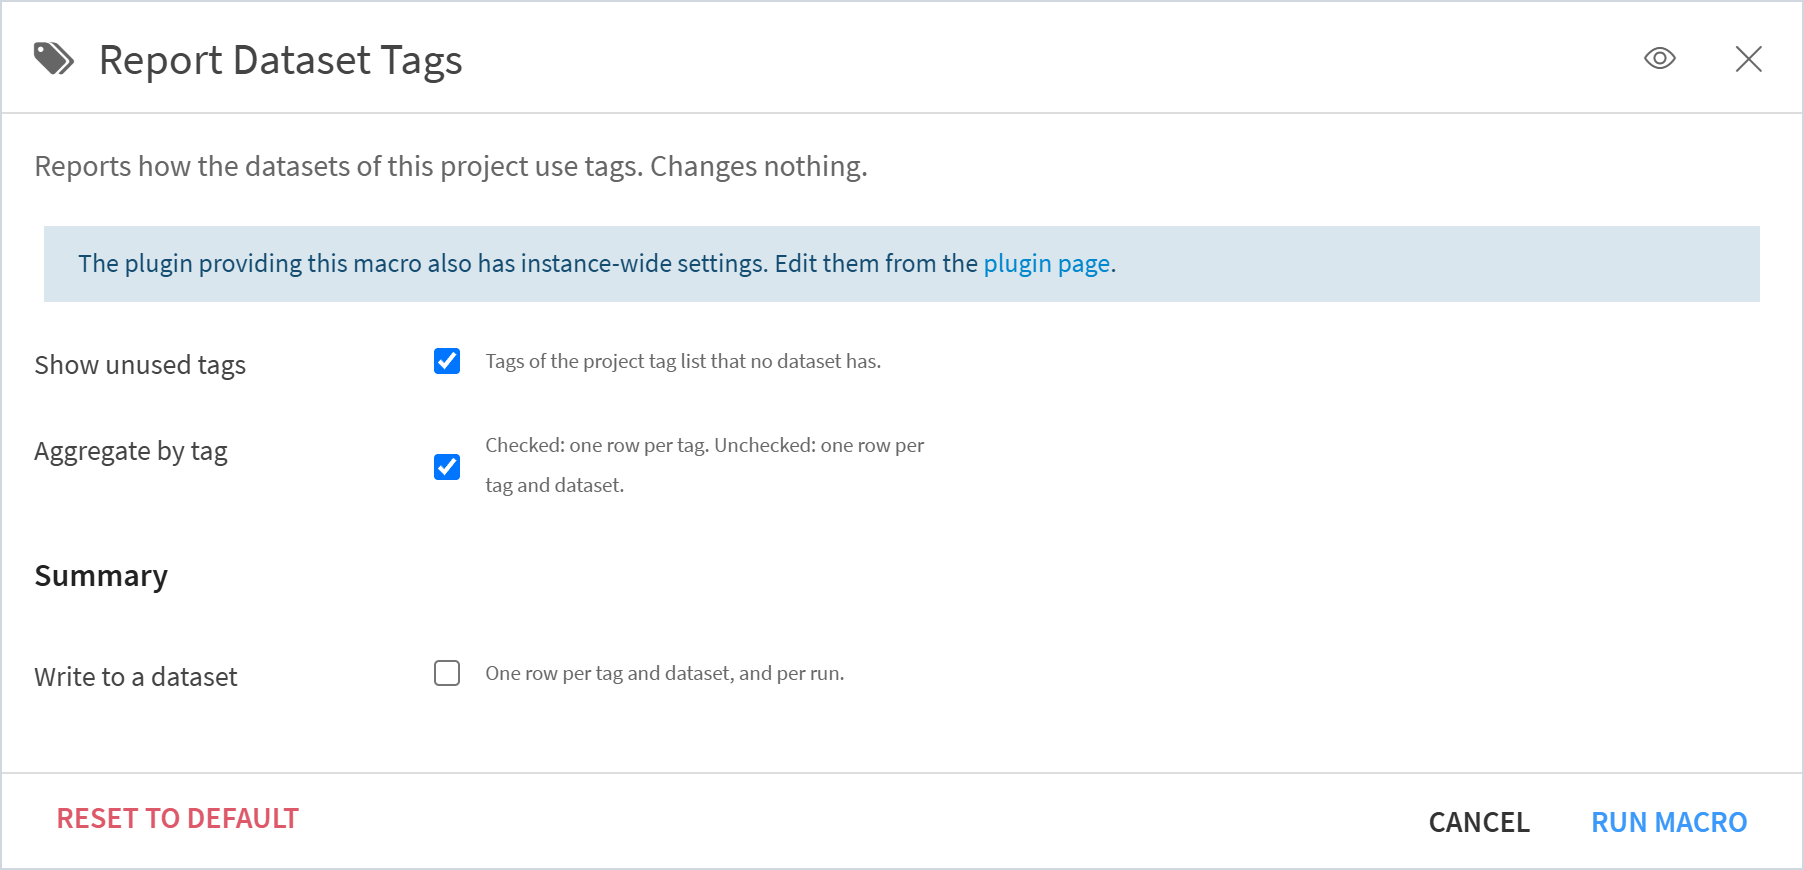 Report Dataset Tags
Reports how the datasets of this project use tags. Changes nothing.
The plugin providing this macro also has instance-wide settings. Edit them from the plugin page.
Show unused tags
Tags of the project tag list that no dataset has.
Aggregate by tag
Checked: one row per tag. Unchecked: one row per
tag and dataset.
Summary
Write to a dataset
One row per tag and dataset, and per run.
RESET TO DEFAULT
CANCEL
RUN MACRO